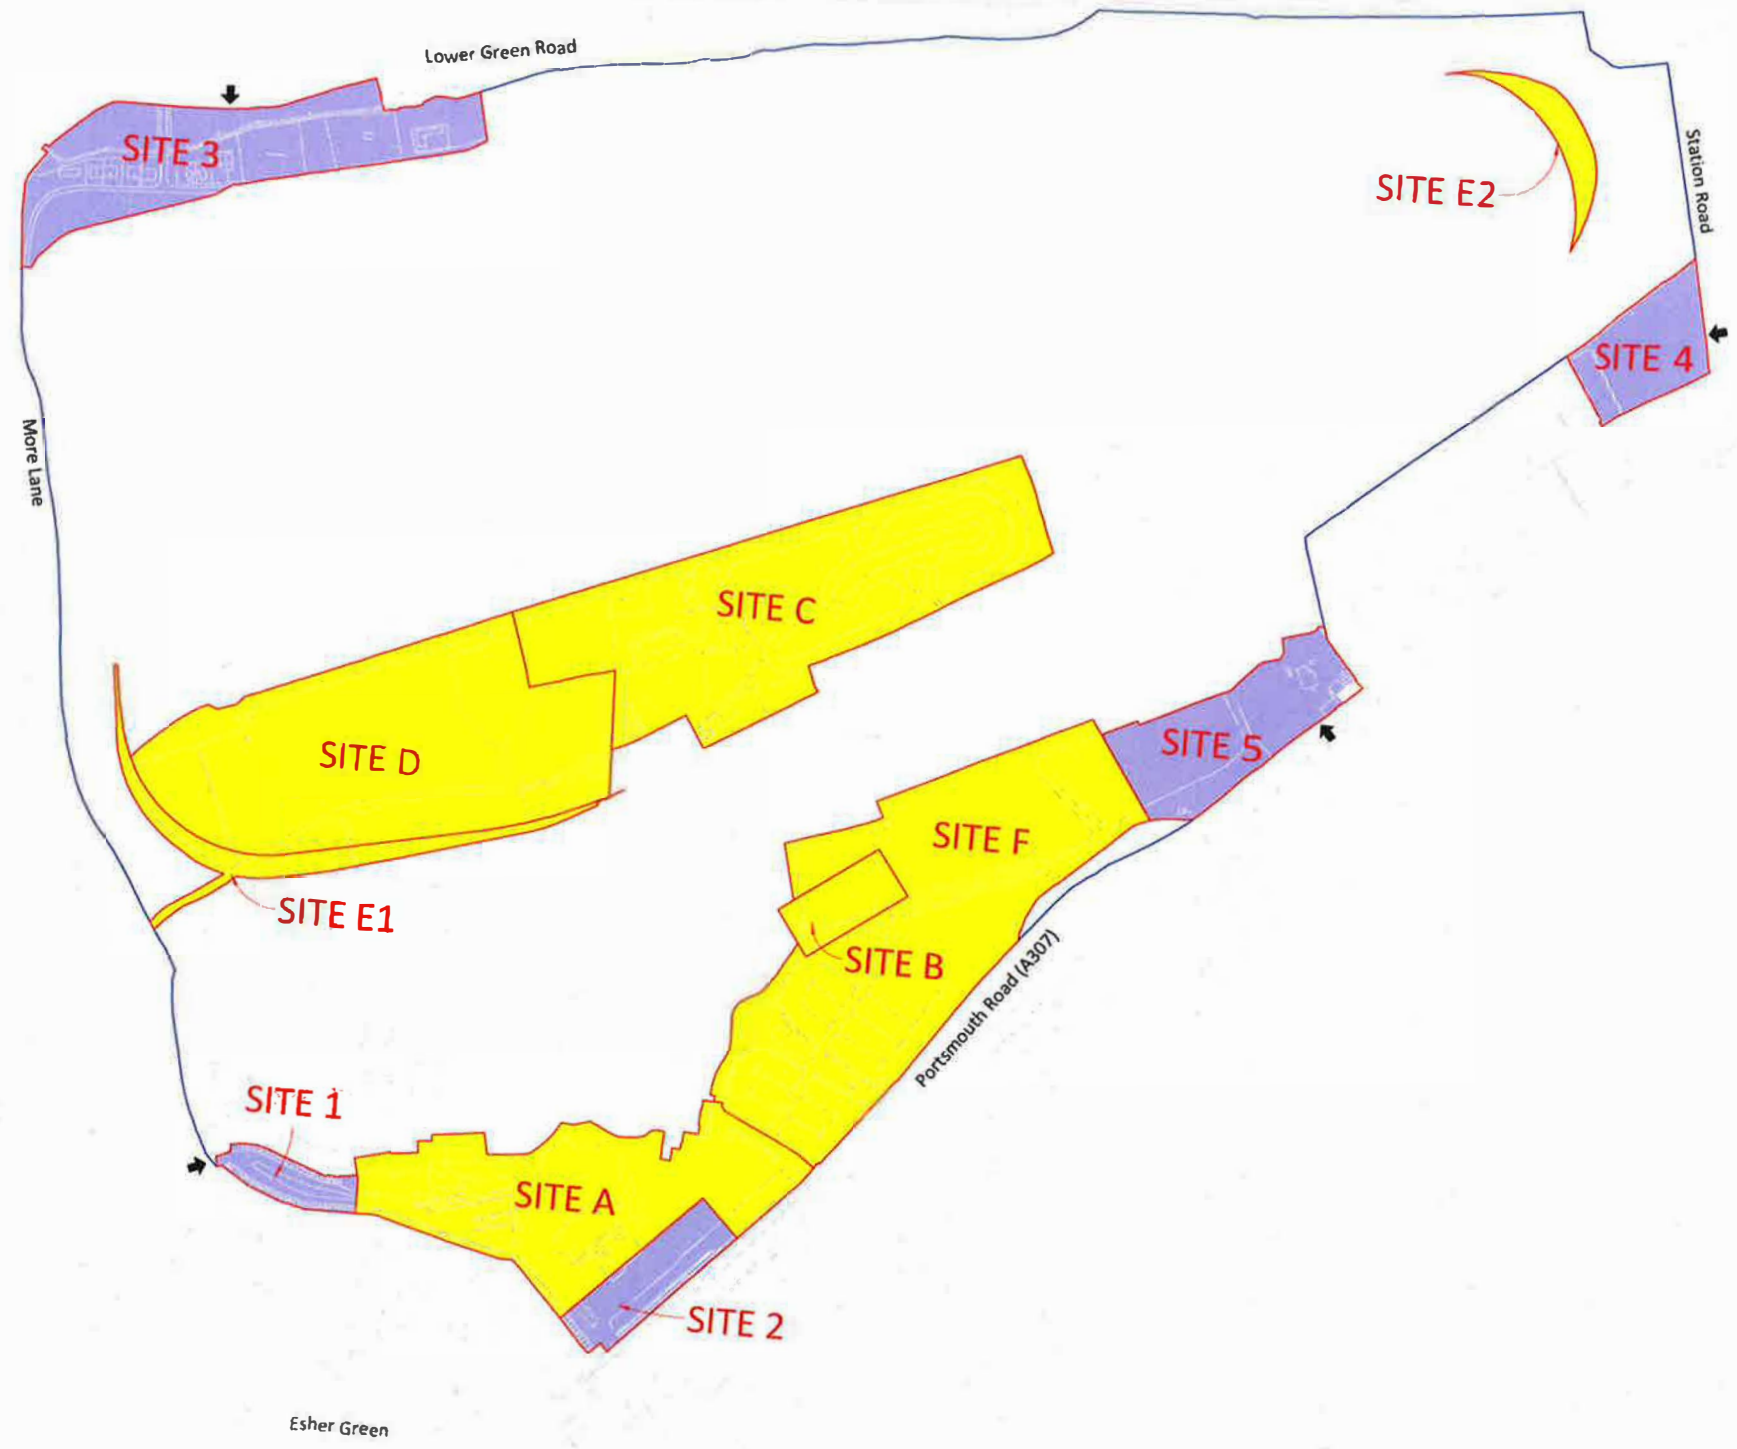 Lower Green Road
SITE 3
Station Road
SITE E2
SITE 4
More Lane
SITE C
SITE D
SITE 5
SITE F
SITE E1
SITE B
Portsmouth Road (A307)
SITE 1
SITE A
SITE 2
Esher Green